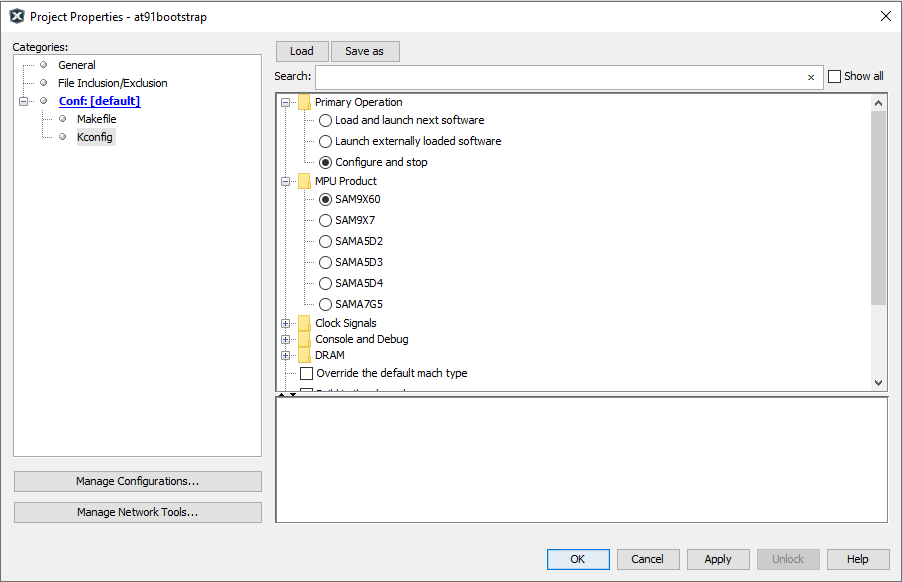 Project Properties - at91bootstrap
Categories:
General
File Inclusion/Exclusion
Conf: [default]
Makefile
Kconfig
Manage Configurations...
Manage Network Tools...
Load
Save as
Search:
Show all
Primary Operation
Load and launch next software
Launch externally loaded software
Configure and stop
MPU Product
SAM9X60
SAM9X7
SAMA5D2
SAMA5D3
SAMA5D4
SAMA7G5
Clock Signals
Console and Debug
DRAM
Override the default mach type
OK
Cancel
Apply
Unlock
Help